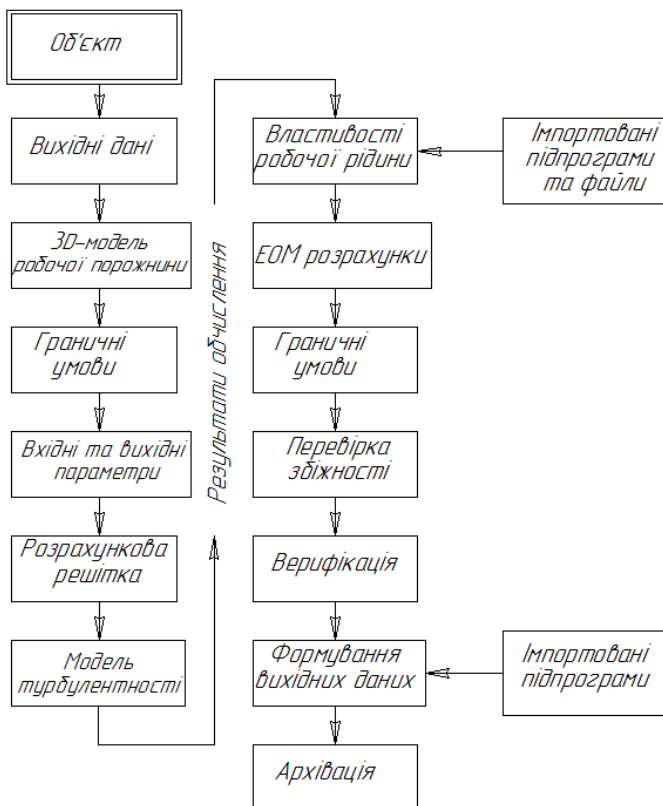 Об'єкт
Вихідні дані
3D-модель
робочої порожнини
Граничні
умови
Вхідні та вихідні
параметри
Розрахункова
решітка
Модель
турбулентності
Результати обчислення
Властивості
робочої рідини
ЕОМ розрахунки
Граничні
умови
Перевірка
збіжності
Верифікація
Формування
вихідних даних
Архівація
Імпортовані
підпрограми
та файли
Імпортовані
підпрограми